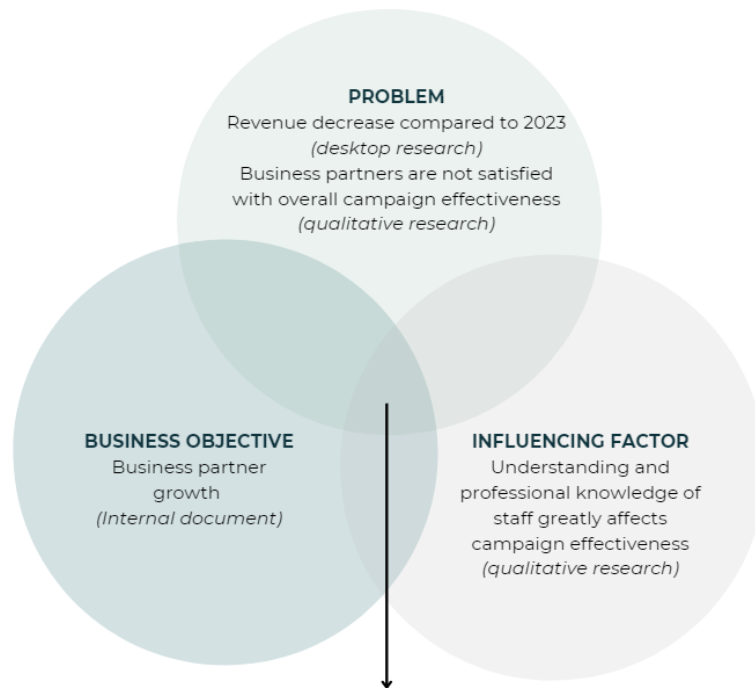 PROBLEM
Revenue decrease compared to 2023
(desktop research)
Business partners are not satisfied
with overall campaign effectiveness
(qualitative research)
BUSINESS OBJECTIVE
Business partner
growth
(Internal document)
INFLUENCING FACTOR
Understanding and
professional knowledge of
staff greatly affects
campaign effectiveness
(qualitative research)